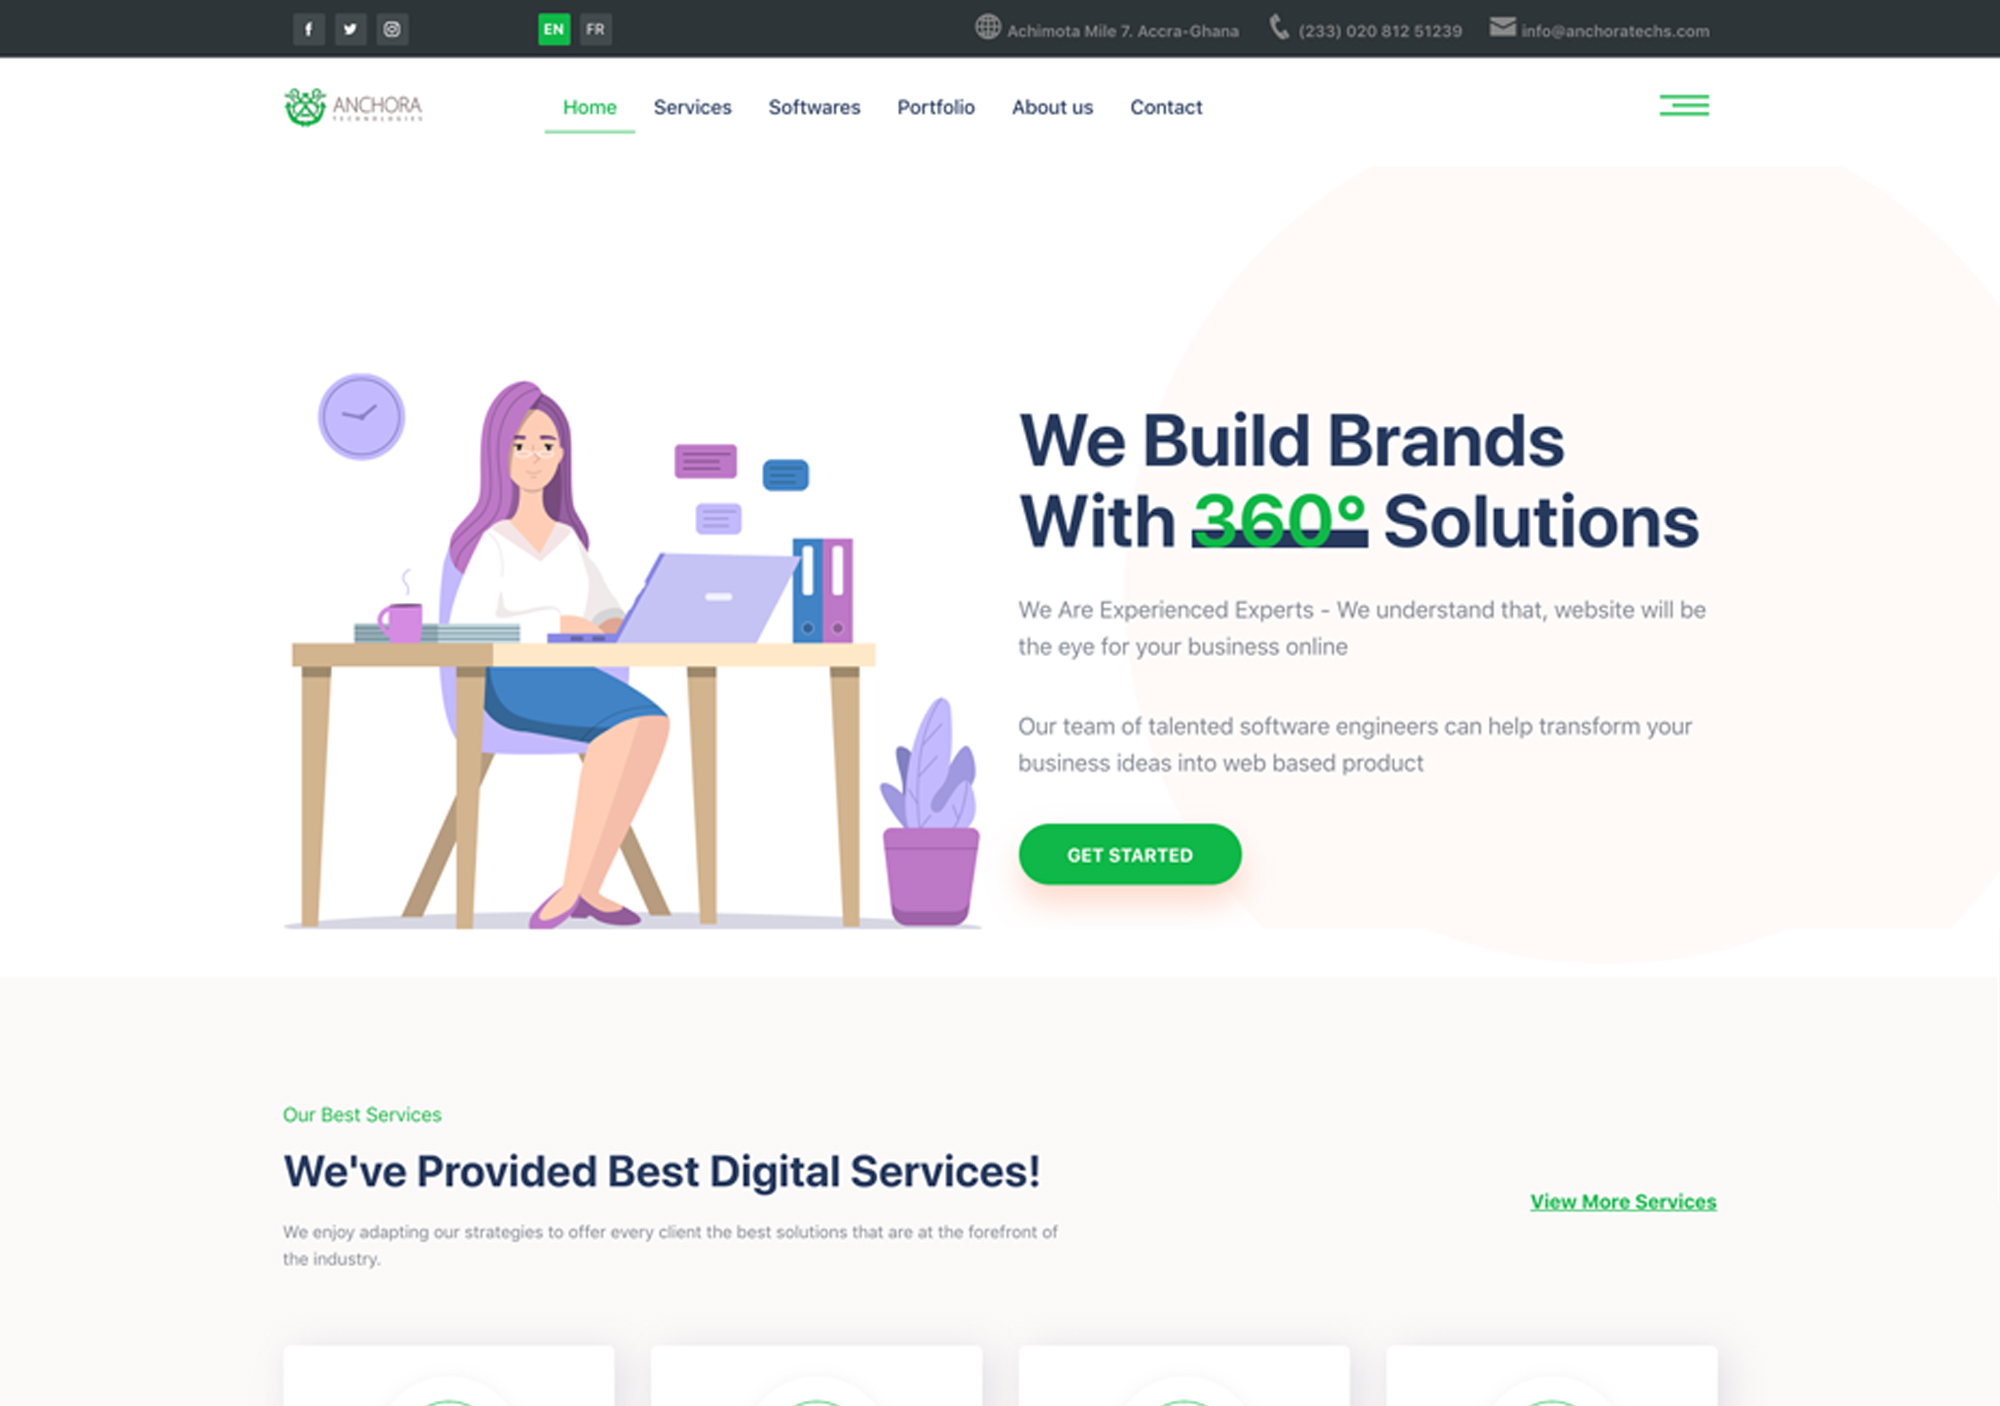 EN FR
Achimota Mile 7. Accra-Ghana (233) 020 812 51239 info@anchoratechs.com
ANCHORA
TECHNOLOGIES
Home Services Softwares Portfolio About us Contact
We Build Brands
With 360° Solutions
We Are Experienced Experts - We understand that, website will be
the eye for your business online
Our team of talented software engineers can help transform your
business ideas into web based product
GET STARTED
Our Best Services
We've Provided Best Digital Services!
View More Services
We enjoy adapting our strategies to offer every client the best solutions that are at the forefront of
the industry.